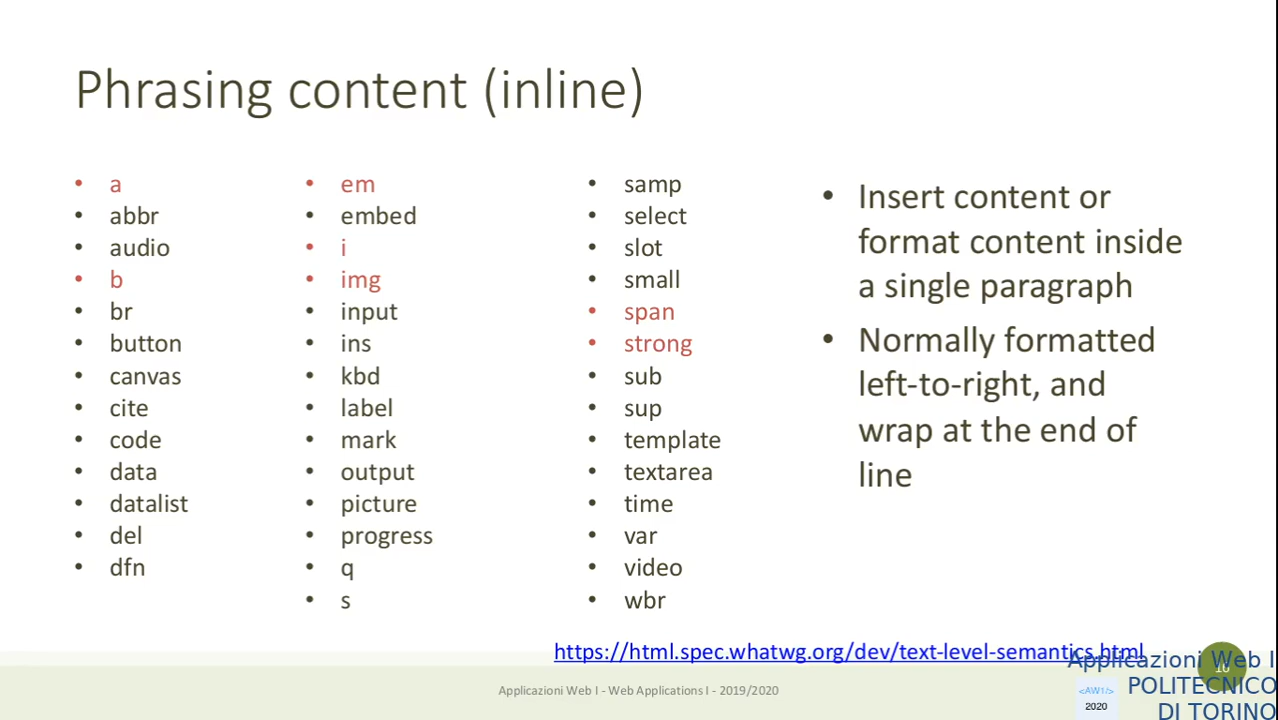 Phrasing content (inline)
• a
• abbr
• audio
• b
• br
• button
• canvas
• cite
• code
• data
• datalist
• del
• dfn
• em
• embed
• i
• img
• input
• ins
• kbd
• label
• mark
• output
• picture
• progress
• q
• s
• samp
• select
• slot
• small
• span
• strong
• sub
• sup
• template
• textarea
• time
• var
• video
• wbr
• Insert content or
format content inside
a single paragraph
• Normally formatted
left-to-right, and
wrap at the end of
line
https://html.spec.whatwg.org/dev/text-level-semantics.html
Applicazioni Web I - Web Applications I - 2019/2020
<AW1/>
2020
Applicazioni Web I
POLITECNICO
DI TORINO